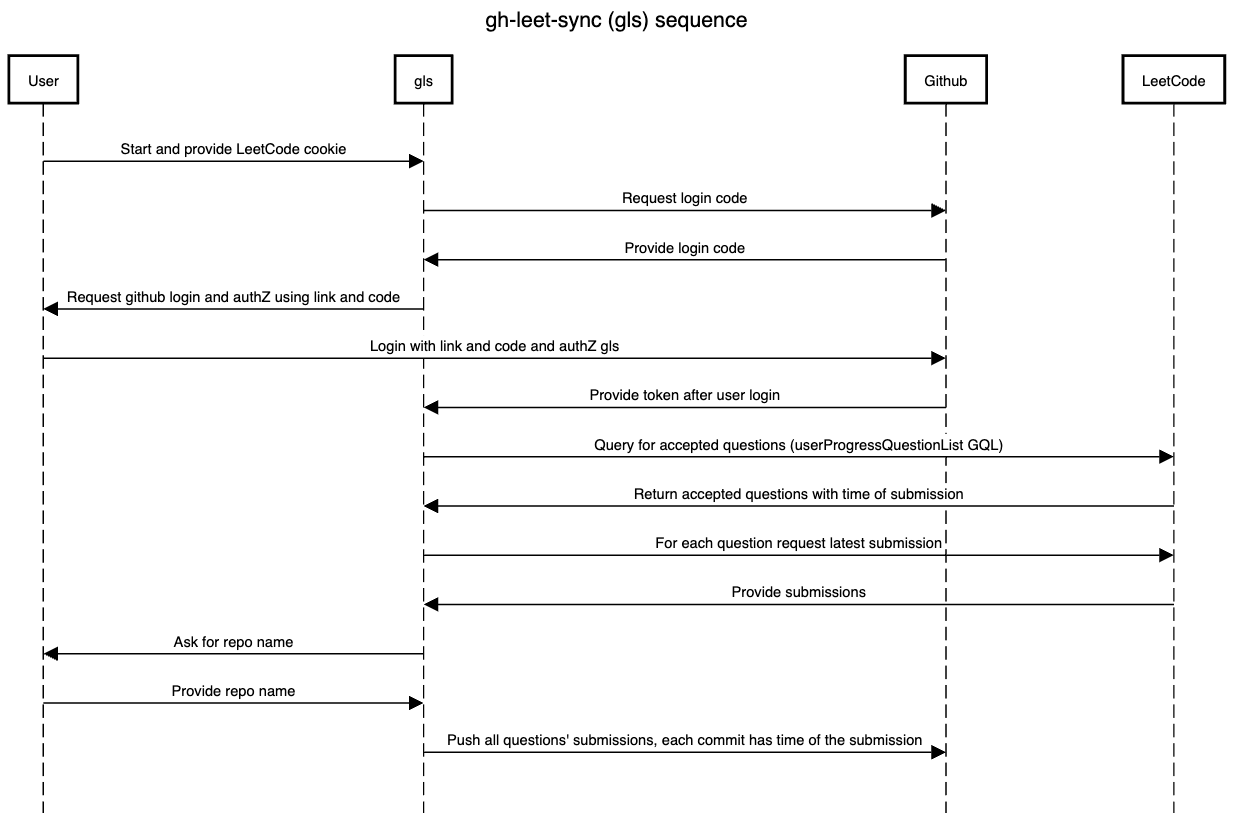 gh-leet-sync (gls) sequence
User
gls
Github
LeetCode
Start and provide LeetCode cookie
Request login code
Provide login code
Request github login and authZ using link and code
Login with link and code and authZ gls
Provide token after user login
Query for accepted questions (userProgressQuestionList GQL)
Return accepted questions with time of submission
For each question request latest submission
Provide submissions
Ask for repo name
Provide repo name
Push all questions' submissions, each commit has time of the submission